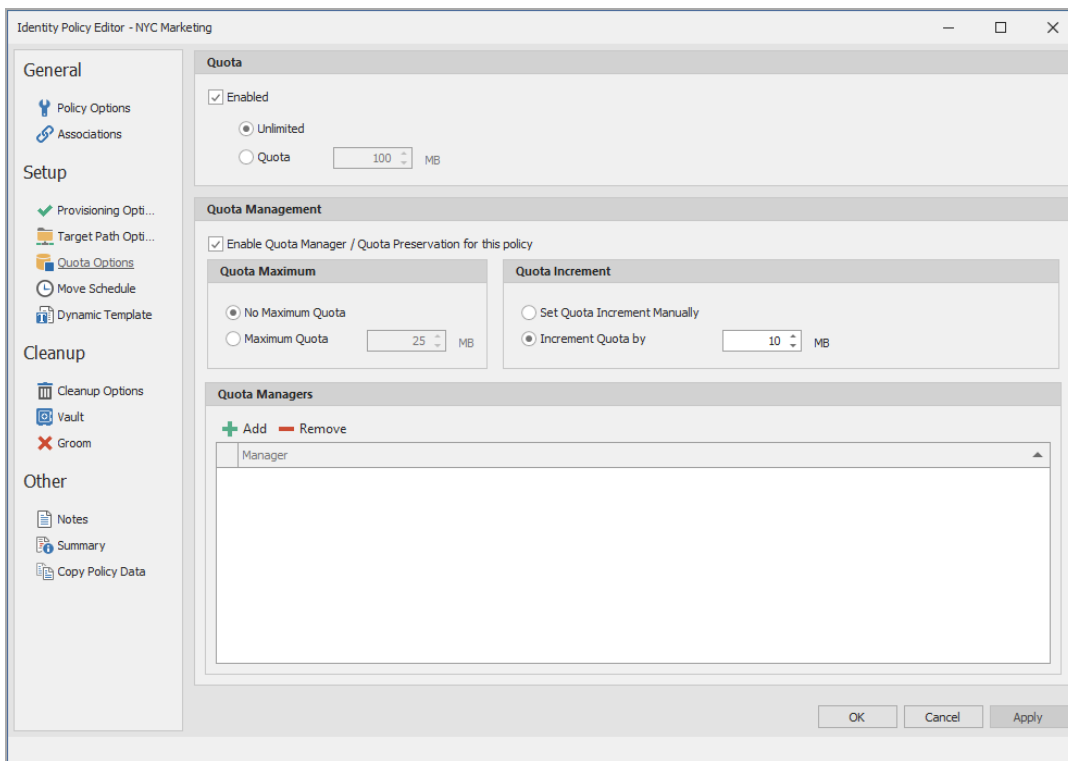 Identity Policy Editor - NYC Marketing
General
Policy Options
Associations
Setup
Provisioning Opti...
Target Path Opti...
Quota Options
Move Schedule
Dynamic Template
Cleanup
Cleanup Options
Vault
Groom
Other
Notes
Summary
Copy Policy Data
Quota
Enabled
Unlimited
Quota 100 MB
Quota Management
Enable Quota Manager / Quota Preservation for this policy
Quota Maximum
No Maximum Quota
Maximum Quota 25 MB
Quota Increment
Set Quota Increment Manually
Increment Quota by 10 MB
Quota Managers
Add Remove
Manager
OK Cancel Apply